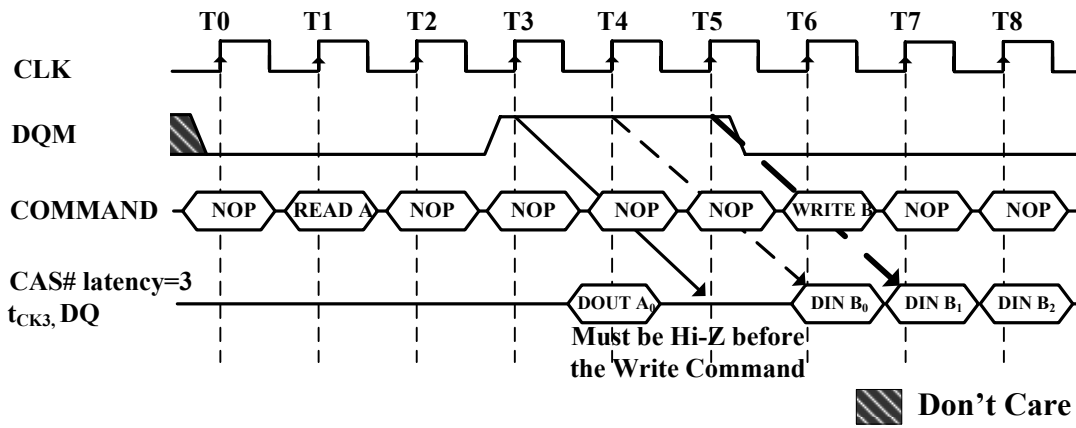 T0 T1 T2 T3 T4 T5 T6 T7 T8
CLK
DQM
COMMAND NOP READ A NOP NOP NOP NOP WRITE B NOP NOP
CAS# latency=3
tCK3, DQ DOUT A0 DIN B0 DIN B1 DIN B2
Must be Hi-Z before
the Write Command
Don't Care